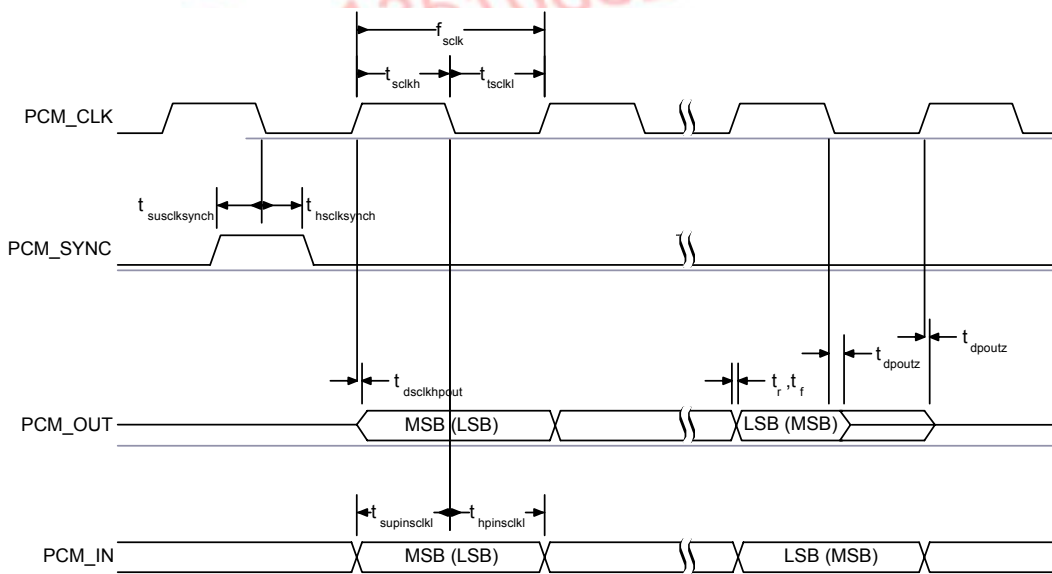 f sclk
t sclkh
t tsclkl
PCM_CLK
t susclksynch
t hsclksynch
PCM_SYNC
t dpoutz
t dpoutz
t dsclkhpout
t r ,t f
PCM_OUT
MSB (LSB)
LSB (MSB)
t supinsclkl
t hpinsclkl
PCM_IN
MSB (LSB)
LSB (MSB)